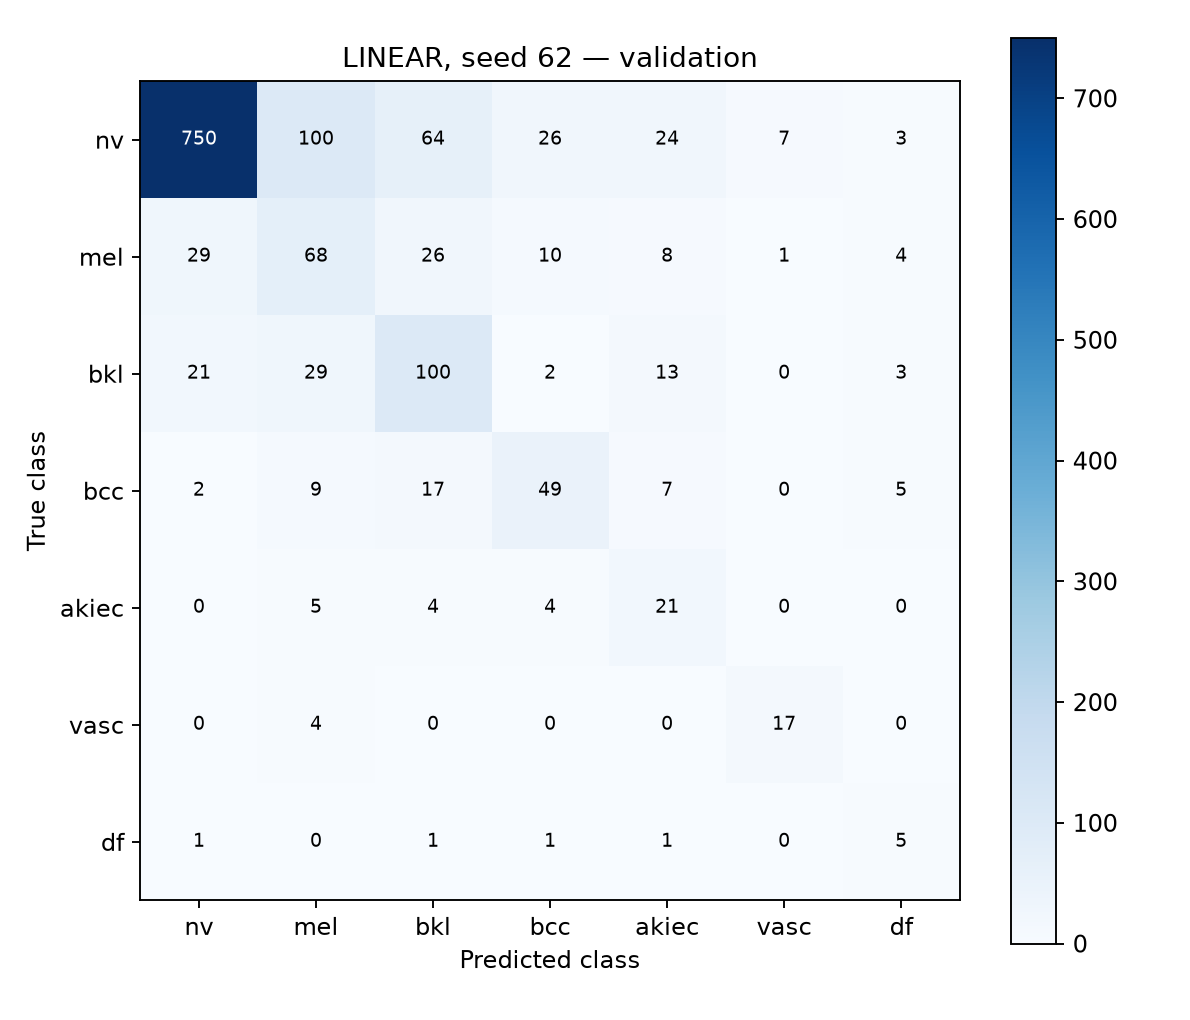 LINEAR, seed 62 — validation
nv 750 100 64 26 24 7 3
mel 29 68 26 10 8 1 4
bkl 21 29 100 2 13 0 3
bcc 2 9 17 49 7 0 5
akiec 0 5 4 4 21 0 0
vasc 0 4 0 0 0 17 0
df 1 0 1 1 1 0 5
nv mel bkl bcc akiec vasc df
Predicted class
True class
700
600
500
400
300
200
100
0